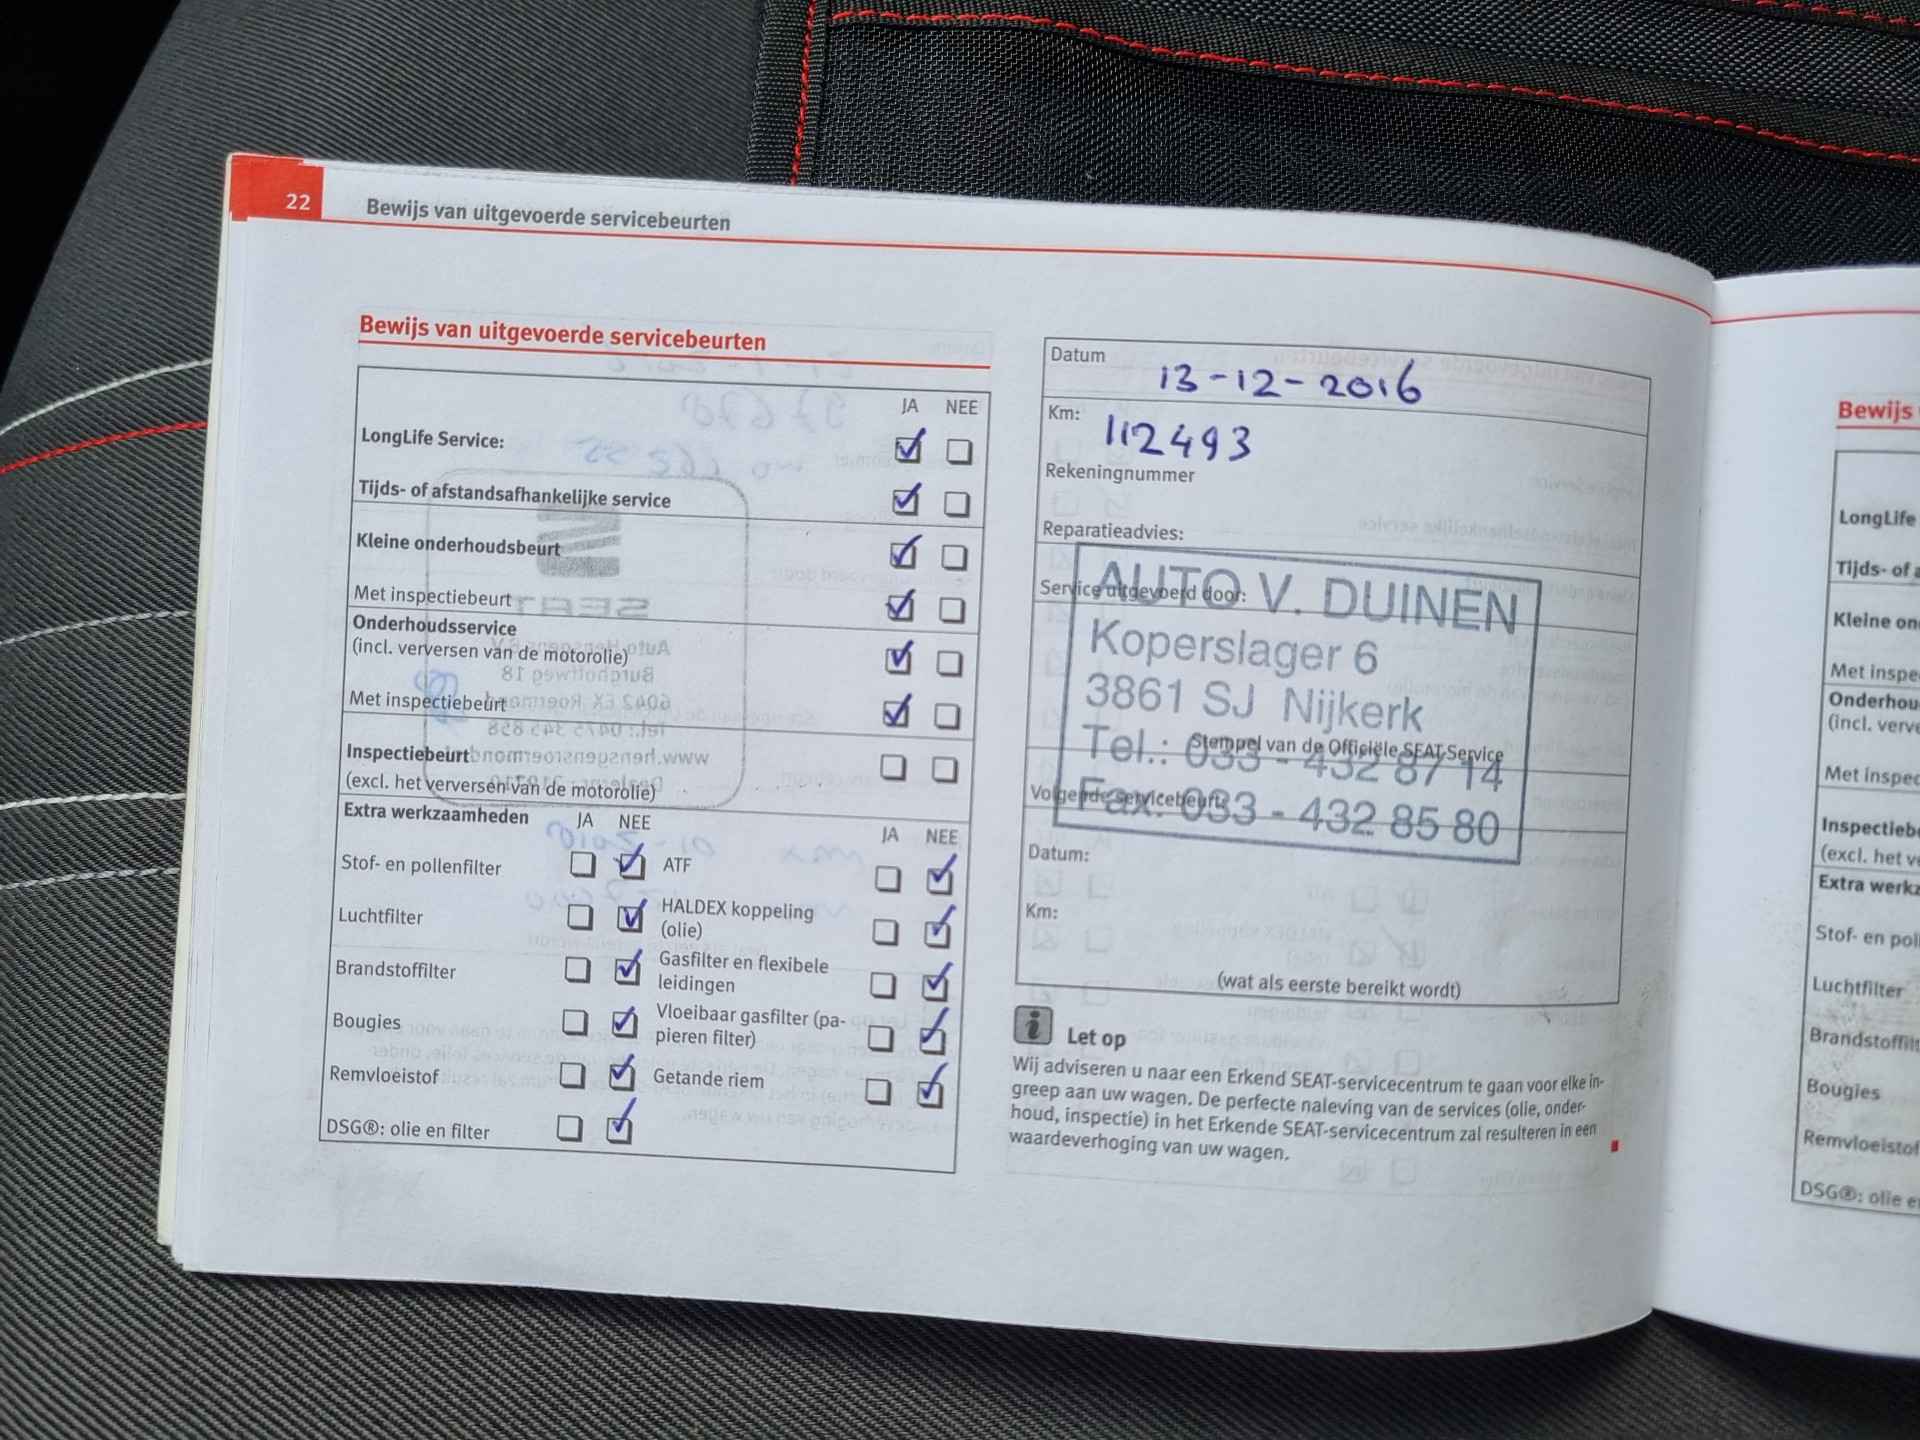 22
Bewijs van uitgevoerde servicebeurten
Bewijs van uitgevoerde servicebeurten
JA NEE
LongLife Service:
Tijds- of afstandsafhankelijke service
Kleine onderhoudsbeurt
Met inspectiebeurt
Onderhoudsservice
(incl. verversen van de motorolie)
Met inspectiebeurt
Inspectiebeurt
(excl. het verversen van de motorolie)
Extra werkzaamheden JA NEE JA NEE
Stof- en pollenfilter ATF
Luchtfilter HALDEX koppeling
(olie)
Brandstoffilter Gasfilter en flexibele
leidingen
Bougies Vloeibaar gasfilter (pa-
pieren filter)
Remvloeistof Getande riem
DSG®: olie en filter
Datum
13-12-2016
Km:
112493
Rekeningnummer
Reparatieadvies:
Service uitgevoerd door:
AUTO V. DUINEN
Koperslager 6
3861 SJ Nijkerk
Stempel van de Officiële SEAT-Service
Tel.: 033 - 432 87 14
Volgende servicebeurt:
Fax: 033 - 432 85 80
Datum:
Km:
(wat als eerste bereikt wordt)
i Let op
Wij adviseren u naar een Erkend SEAT-servicecentrum te gaan voor elke in-
greep aan uw wagen. De perfecte naleving van de services (olie, onder-
houd, inspectie) in het Erkende SEAT-servicecentrum zal resulteren in een
waardeverhoging van uw wagen.
Bewijs
LongLife
Tijds- of a
Kleine on
Met inspe
Onderhou
(incl. verve
Met inspec
Inspectieb
(excl. het ve
Extra werkz
Stof- en poll
Luchtfilter
Brandstoffilt
Bougies
Remvloeistof
DSG®: olie e